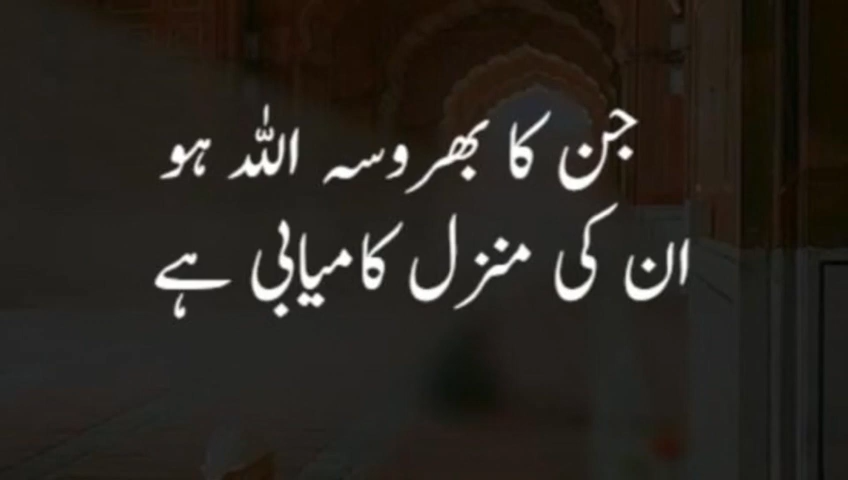 جن کا بھروسہ اللہ ہو
ان کی منزل کامیابی ہے